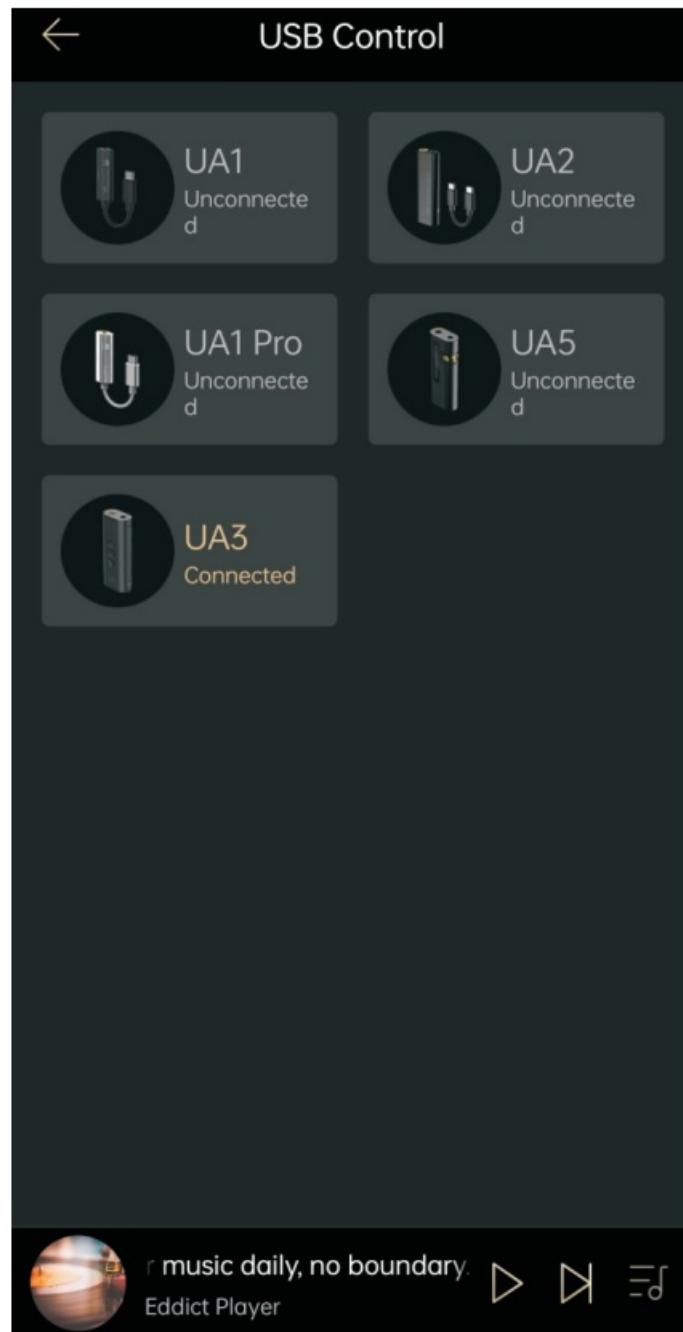 USB Control
UA1
Unconnecte
d
UA2
Unconnecte
d
UA1 Pro
Unconnecte
d
UA5
Unconnecte
d
UA3
Connected
r music daily, no boundary.
Eddict Player